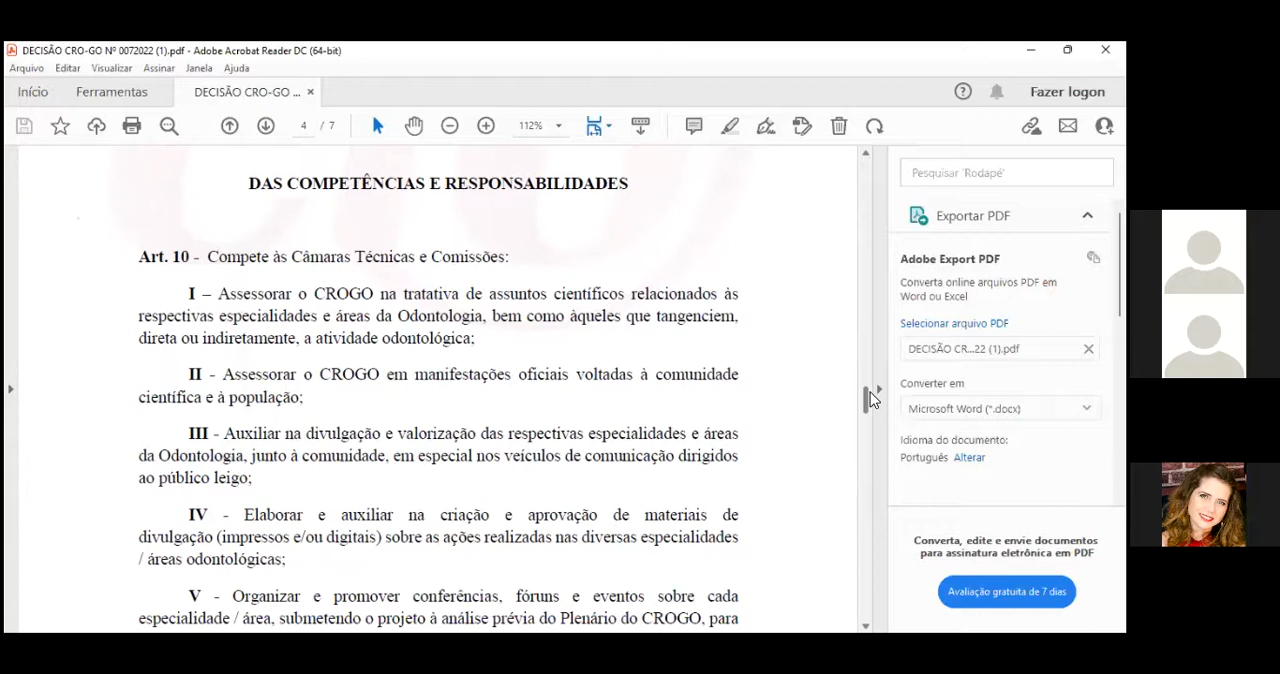 DECISÃO CRO-GO Nº 0072022 (1).pdf - Adobe Acrobat Reader DC (64-bit)
Arquivo Editar Visualizar Assinar Janela Ajuda
Início Ferramentas DECISÃO CRO-GO ... × Fazer logon
4 / 7 112%
DAS COMPETÊNCIAS E RESPONSABILIDADES
Art. 10 - Compete às Câmaras Técnicas e Comissões:
I – Assessorar o CROGO na tratativa de assuntos científicos relacionados às
respectivas especialidades e áreas da Odontologia, bem como àqueles que tangenciem,
direta ou indiretamente, a atividade odontológica;
II - Assessorar o CROGO em manifestações oficiais voltadas à comunidade
científica e à população;
III - Auxiliar na divulgação e valorização das respectivas especialidades e áreas
da Odontologia, junto à comunidade, em especial nos veículos de comunicação dirigidos
ao público leigo;
IV - Elaborar e auxiliar na criação e aprovação de materiais de
divulgação (impressos e/ou digitais) sobre as ações realizadas nas diversas especialidades
/ áreas odontológicas;
V - Organizar e promover conferências, fóruns e eventos sobre cada
especialidade / área, submetendo o projeto à análise prévia do Plenário do CROGO, para
Pesquisar 'Rodapé'
Exportar PDF
Adobe Export PDF
Converta online arquivos PDF em
Word ou Excel
Selecionar arquivo PDF
DECISÃO CR...22 (1).pdf
Converter em
Microsoft Word (*.docx)
Idioma do documento:
Português Alterar
Converta, edite e envie documentos
para assinatura eletrônica em PDF
Avaliação gratuita de 7 dias